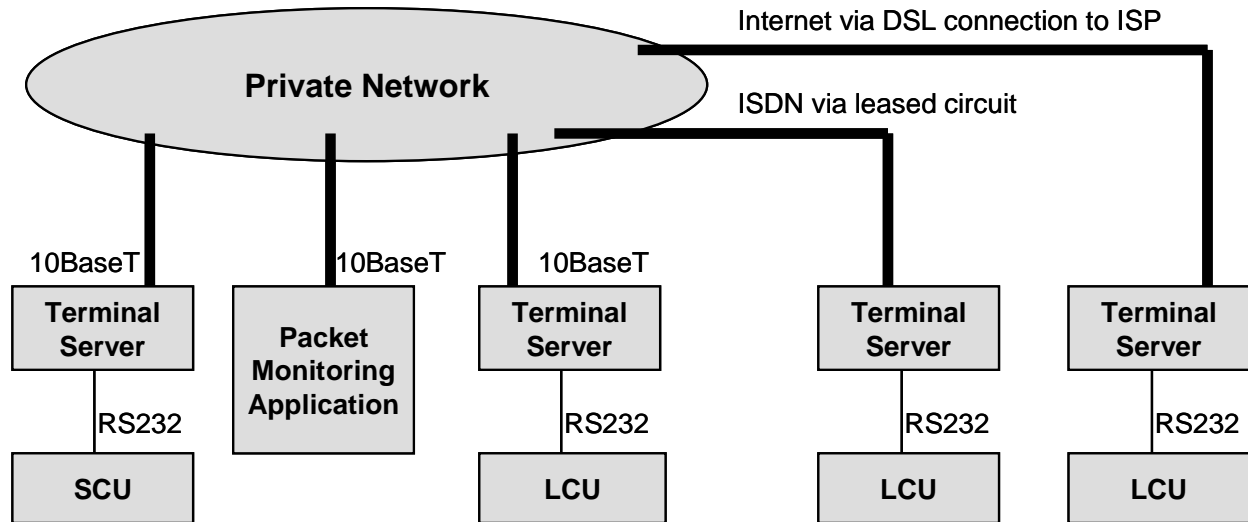 Internet via DSL connection to ISP
Private Network
ISDN via leased circuit
10BaseT
10BaseT
10BaseT
Terminal
Server
Packet
Monitoring
Application
Terminal
Server
Terminal
Server
Terminal
Server
RS232
RS232
RS232
RS232
SCU
LCU
LCU
LCU